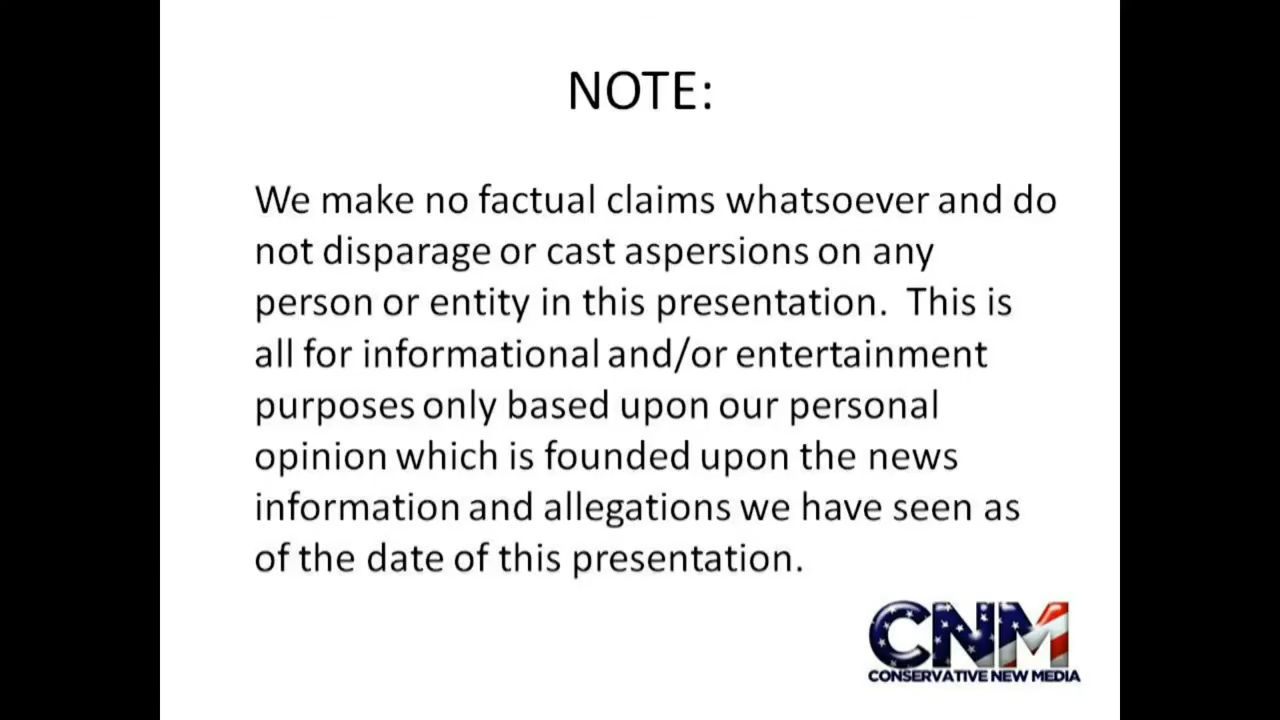 NOTE:
We make no factual claims whatsoever and do
not disparage or cast aspersions on any
person or entity in this presentation.  This is
all for informational and/or entertainment
purposes only based upon our personal
opinion which is founded upon the news
information and allegations we have seen as
of the date of this presentation.
CNM
CONSERVATIVE NEW MEDIA